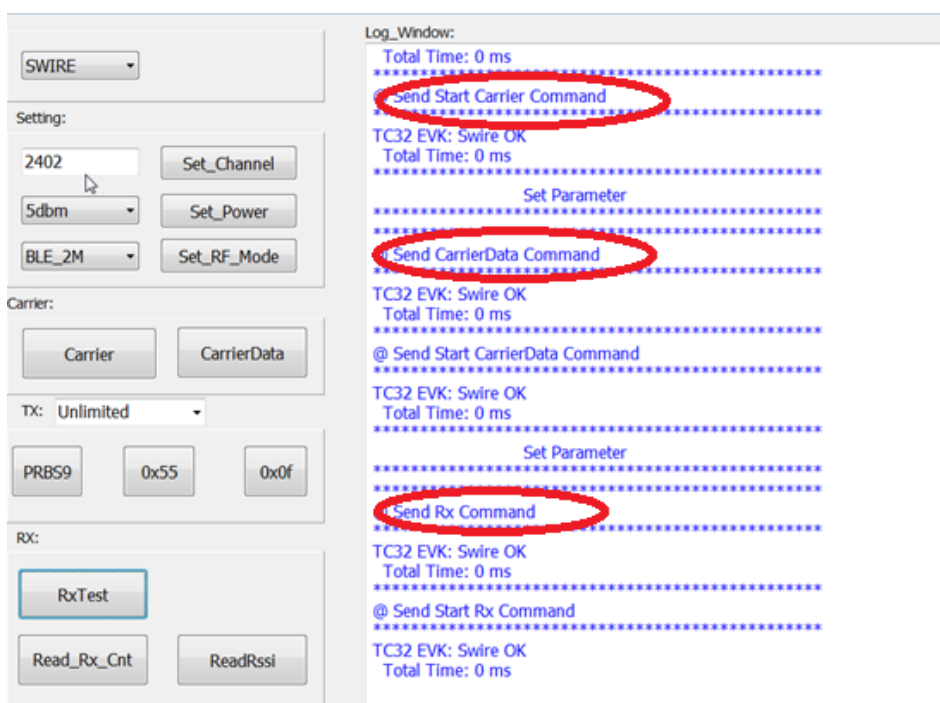 SWIRE
Setting:
2402
Set_Channel
5dbm
Set_Power
BLE_2M
Set_RF_Mode
Carrier:
Carrier
CarrierData
TX: Unlimited
PRBS9
0x55
0x0f
RX:
RxTest
Read_Rx_Cnt
ReadRssi
Log_Window:
Total Time: 0 ms
**************************************************
@ Send Start Carrier Command
**************************************************
TC32 EVK: Swire OK
Total Time: 0 ms
**************************************************
Set Parameter
**************************************************
**************************************************
@ Send CarrierData Command
**************************************************
TC32 EVK: Swire OK
Total Time: 0 ms
**************************************************
@ Send Start CarrierData Command
**************************************************
TC32 EVK: Swire OK
Total Time: 0 ms
**************************************************
Set Parameter
**************************************************
**************************************************
@ Send Rx Command
**************************************************
TC32 EVK: Swire OK
Total Time: 0 ms
**************************************************
@ Send Start Rx Command
**************************************************
TC32 EVK: Swire OK
Total Time: 0 ms